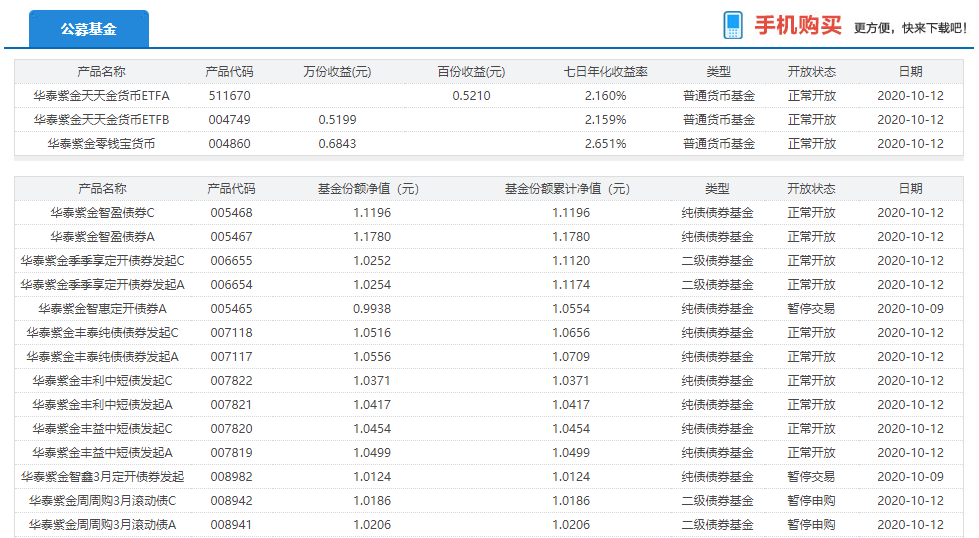 公募基金
手机购买 更方便，快来下载吧！
产品名称 产品代码 万份收益(元) 百份收益(元) 七日年化收益率 类型 开放状态 日期
华泰紫金天天金货币ETFA 511670 0.5210 2.160% 普通货币基金 正常开放 2020-10-12
华泰紫金天天金货币ETFB 004749 0.5199 2.159% 普通货币基金 正常开放 2020-10-12
华泰紫金零钱宝货币 004860 0.6843 2.651% 普通货币基金 正常开放 2020-10-12
产品名称 产品代码 基金份额净值（元） 基金份额累计净值（元） 类型 开放状态 日期
华泰紫金智盈债券C 005468 1.1196 1.1196 纯债债券基金 正常开放 2020-10-12
华泰紫金智盈债券A 005467 1.1780 1.1780 纯债债券基金 正常开放 2020-10-12
华泰紫金季季享定开债券发起C 006655 1.0252 1.1120 二级债券基金 正常开放 2020-10-12
华泰紫金季季享定开债券发起A 006654 1.0254 1.1174 二级债券基金 正常开放 2020-10-12
华泰紫金智惠定开债券A 005465 0.9938 1.0554 纯债债券基金 暂停交易 2020-10-09
华泰紫金丰泰纯债债券发起C 007118 1.0516 1.0656 纯债债券基金 正常开放 2020-10-12
华泰紫金丰泰纯债债券发起A 007117 1.0556 1.0709 纯债债券基金 正常开放 2020-10-12
华泰紫金丰利中短债发起C 007822 1.0371 1.0371 纯债债券基金 正常开放 2020-10-12
华泰紫金丰利中短债发起A 007821 1.0417 1.0417 纯债债券基金 正常开放 2020-10-12
华泰紫金丰益中短债发起C 007820 1.0454 1.0454 纯债债券基金 正常开放 2020-10-12
华泰紫金丰益中短债发起A 007819 1.0499 1.0499 纯债债券基金 正常开放 2020-10-12
华泰紫金智鑫3月定开债券发起 008982 1.0124 1.0124 纯债债券基金 暂停交易 2020-10-09
华泰紫金周周购3月滚动债C 008942 1.0186 1.0186 二级债券基金 暂停申购 2020-10-12
华泰紫金周周购3月滚动债A 008941 1.0206 1.0206 二级债券基金 暂停申购 2020-10-12